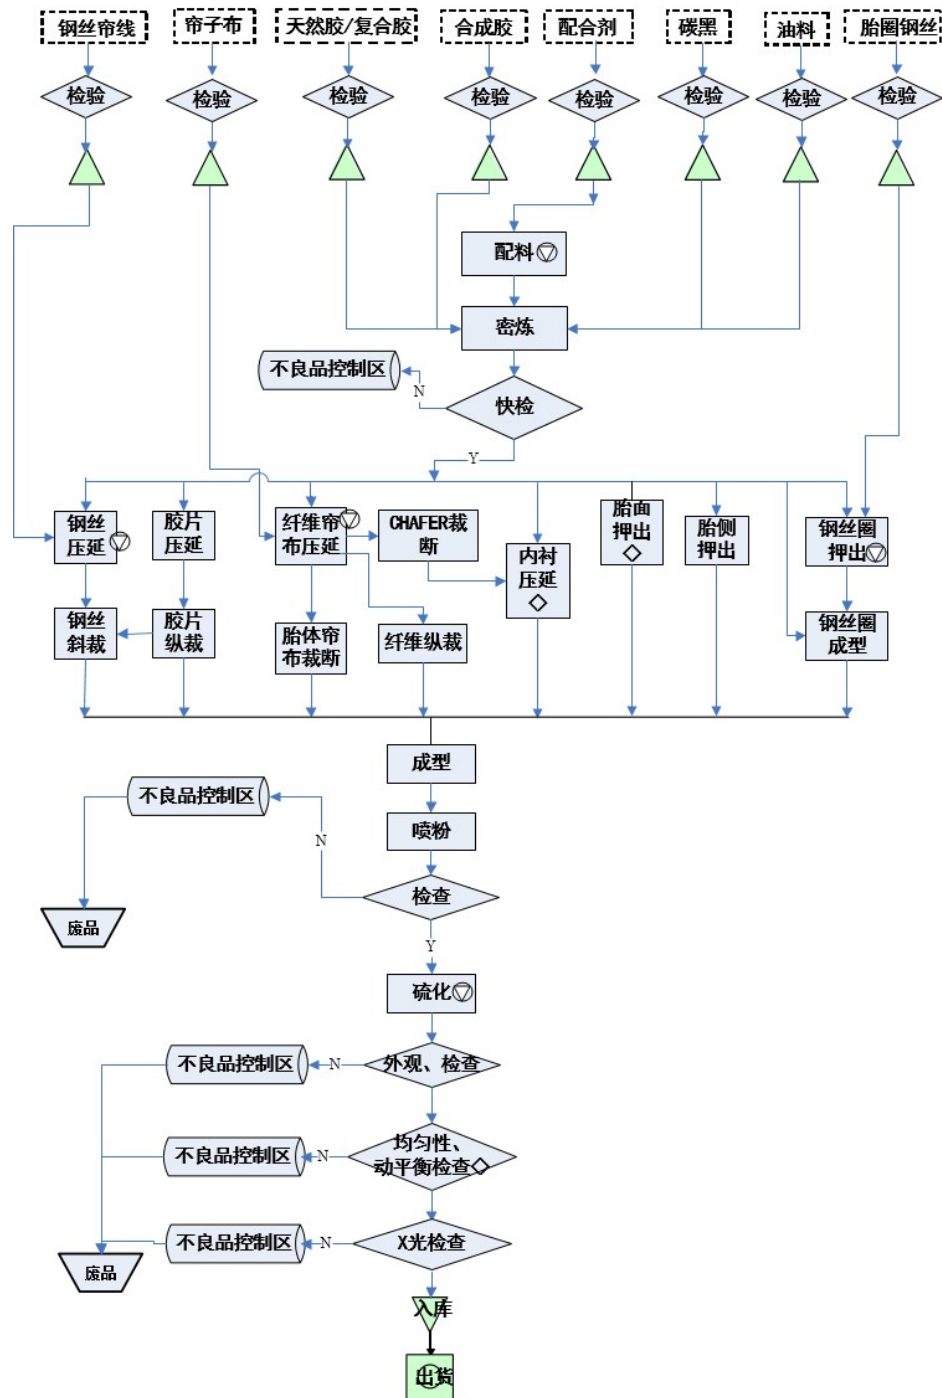 钢丝帘线
帘子布
天然胶/复合胶
合成胶
配合剂
碳黑
油料
胎圈钢丝
检验
检验
检验
检验
检验
检验
检验
检验
配料
密炼
不良品控制区
N
快检
Y
钢丝
压延
胶片
压延
纤维帘
布压延
CHAFER裁
断
内衬
压延
胎面
押出
胎侧
押出
钢丝圈
押出
钢丝
斜裁
胶片
纵裁
胎体帘
布裁断
纤维纵裁
钢丝圈
成型
成型
不良品控制区
喷粉
N
检查
废品
Y
硫化
不良品控制区
N
外观、检查
均匀性、
动平衡检查
不良品控制区
N
不良品控制区
N
X光检查
废品
入库
出货